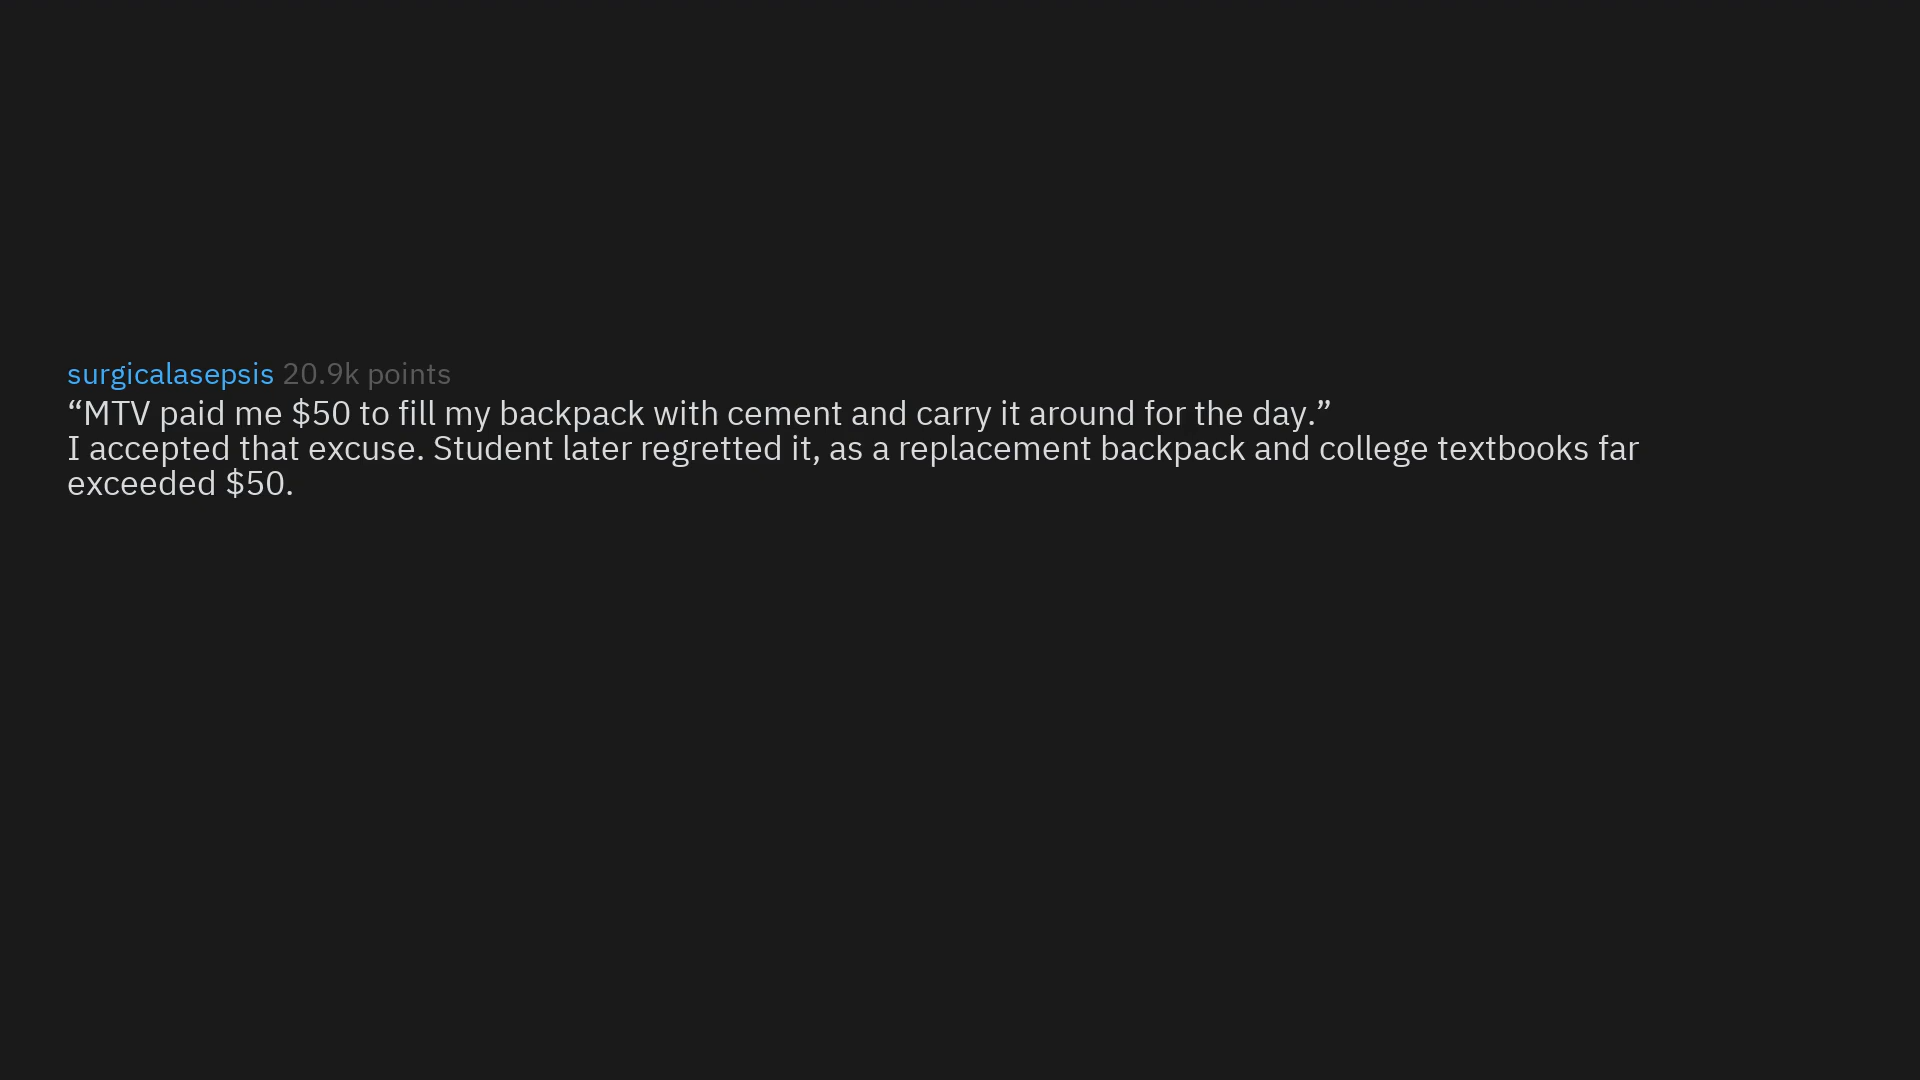 surgicalasepsis 20.9k points
“MTV paid me $50 to fill my backpack with cement and carry it around for the day.”
I accepted that excuse. Student later regretted it, as a replacement backpack and college textbooks far
exceeded $50.